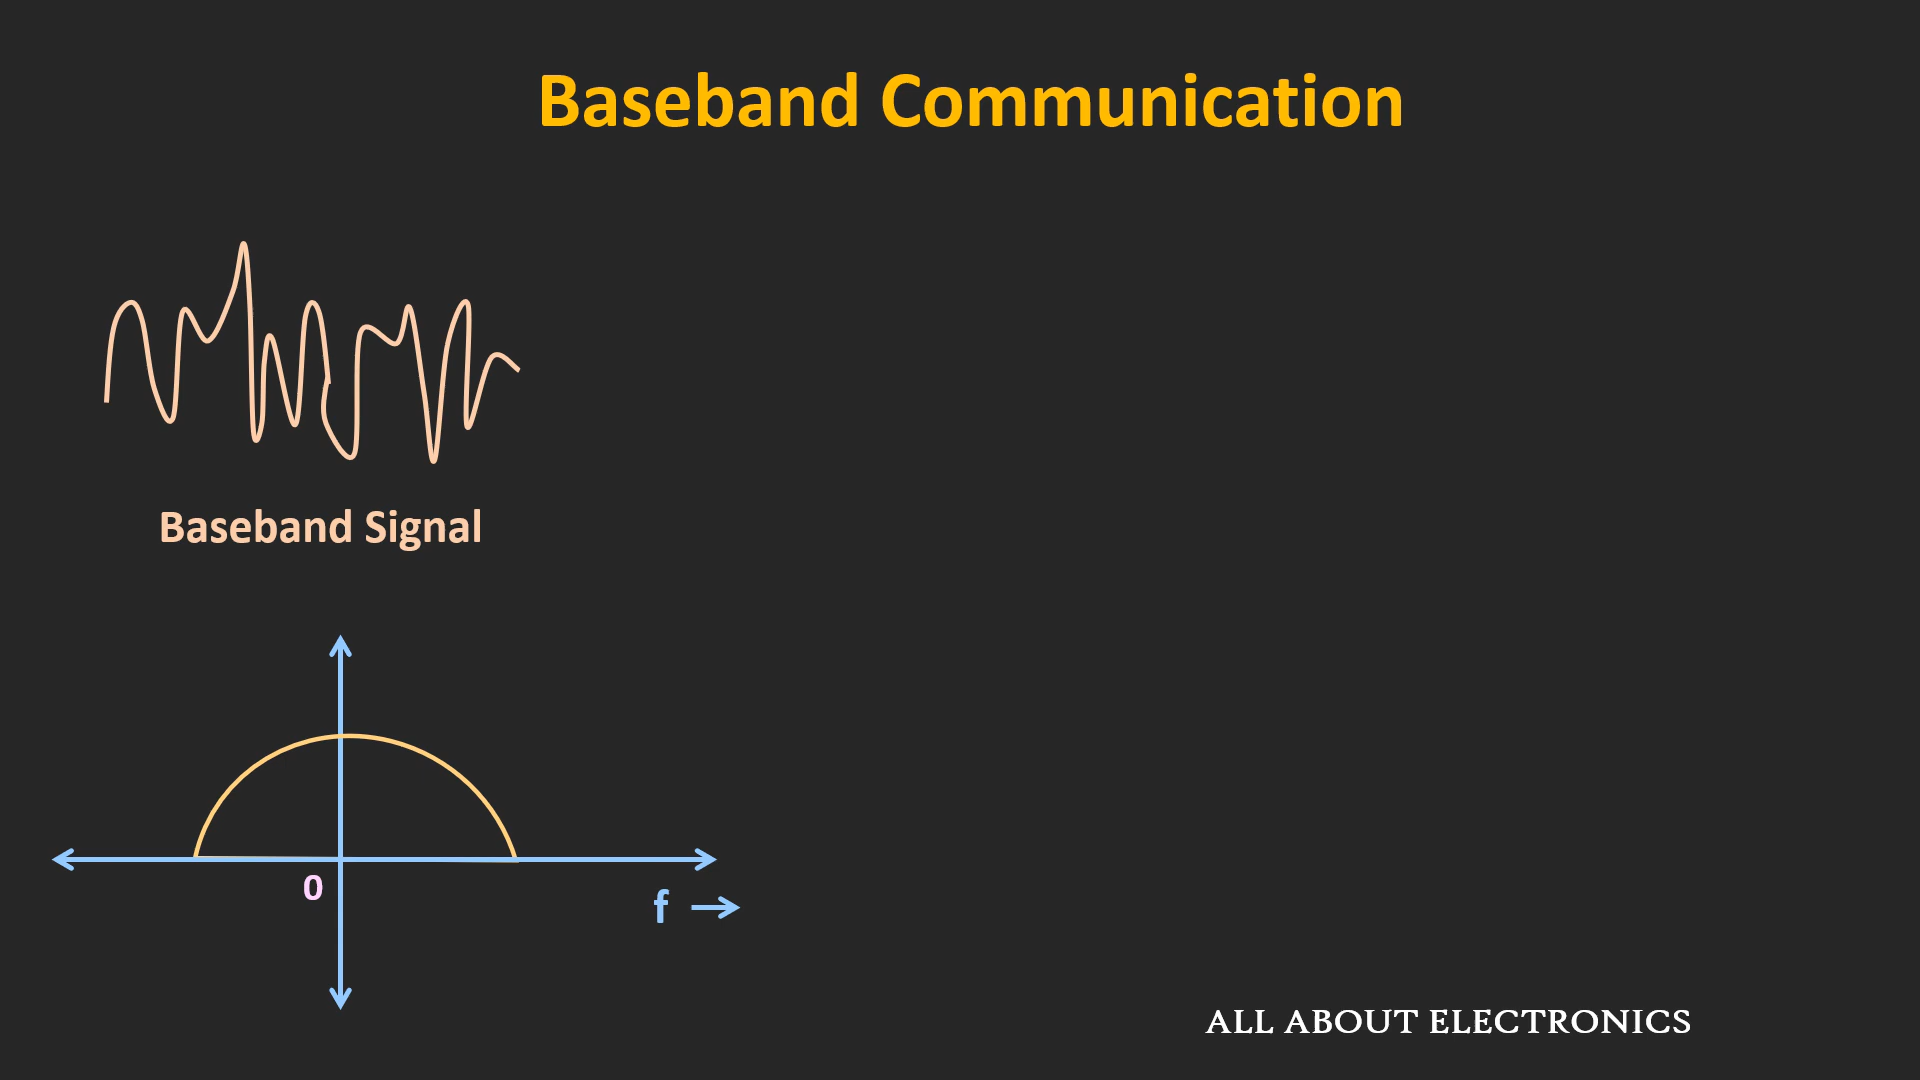 Baseband Communication
Baseband Signal
0
f
ALL ABOUT ELECTRONICS